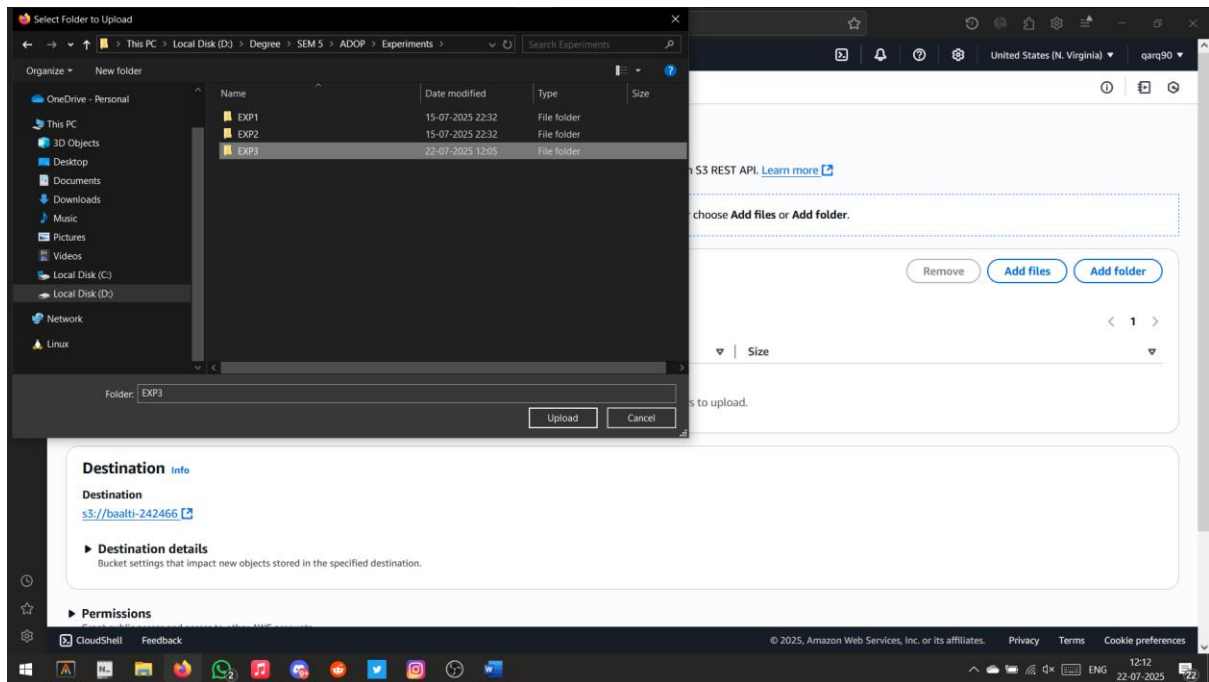 Select Folder to Upload
This PC > Local Disk (D:) > Degree > SEM 5 > ADOP > Experiments >
Search Experiments
United States (N. Virginia) ▼
qarq90 ▼
Organize
New folder
Name
Date modified
Type
Size
OneDrive - Personal
This PC
3D Objects
Desktop
Documents
Downloads
Music
Pictures
Videos
Local Disk (C:)
Local Disk (D:)
Network
Linux
EXP1 15-07-2025 22:32 File folder
EXP2 15-07-2025 22:32 File folder
EXP3 22-07-2025 12:05 File folder
Folder: EXP3
Upload
Cancel
S3 REST API. Learn more
choose Add files or Add folder.
Remove
Add files
Add folder
< 1 >
Size
s to upload.
Destination Info
Destination
s3://baalti-242466
Destination details
Bucket settings that impact new objects stored in the specified destination.
Permissions
CloudShell
Feedback
© 2025, Amazon Web Services, Inc. or its affiliates.
Privacy
Terms
Cookie preferences
N..
2
ENG
12:12
22-07-2025
22